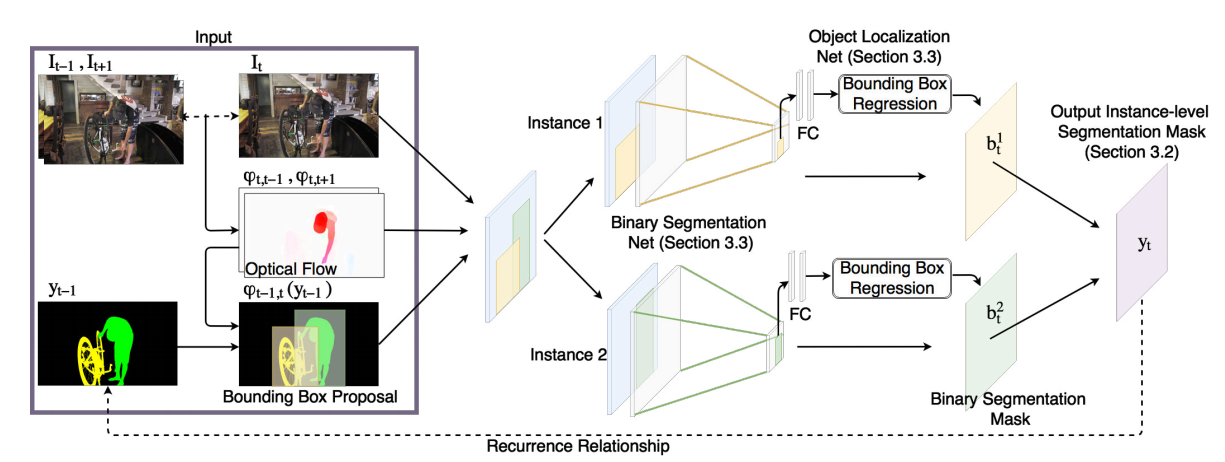 Input
I_{t-1} , I_{t+1}
I_t
φ_{t,t-1} , φ_{t,t+1}
Optical Flow
y_{t-1}
φ_{t-1,t}(y_{t-1})
Bounding Box Proposal
Instance 1
Object Localization
Net (Section 3.3)
FC
Bounding Box
Regression
b_t^1
Binary Segmentation
Net (Section 3.3)
Instance 2
FC
Bounding Box
Regression
b_t^2
Binary Segmentation
Mask
Output Instance-level
Segmentation Mask
(Section 3.2)
y_t
Recurrence Relationship